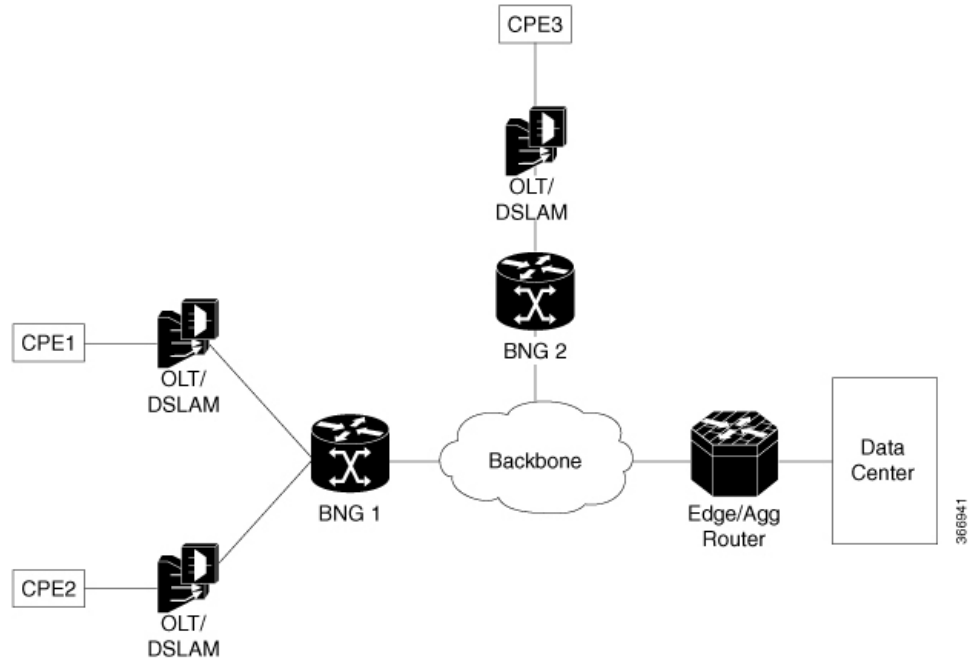 CPE3
OLT/
DSLAM
BNG 2
CPE1
OLT/
DSLAM
BNG 1
Backbone
Edge/Agg
Router
Data
Center
CPE2
OLT/
DSLAM
366941